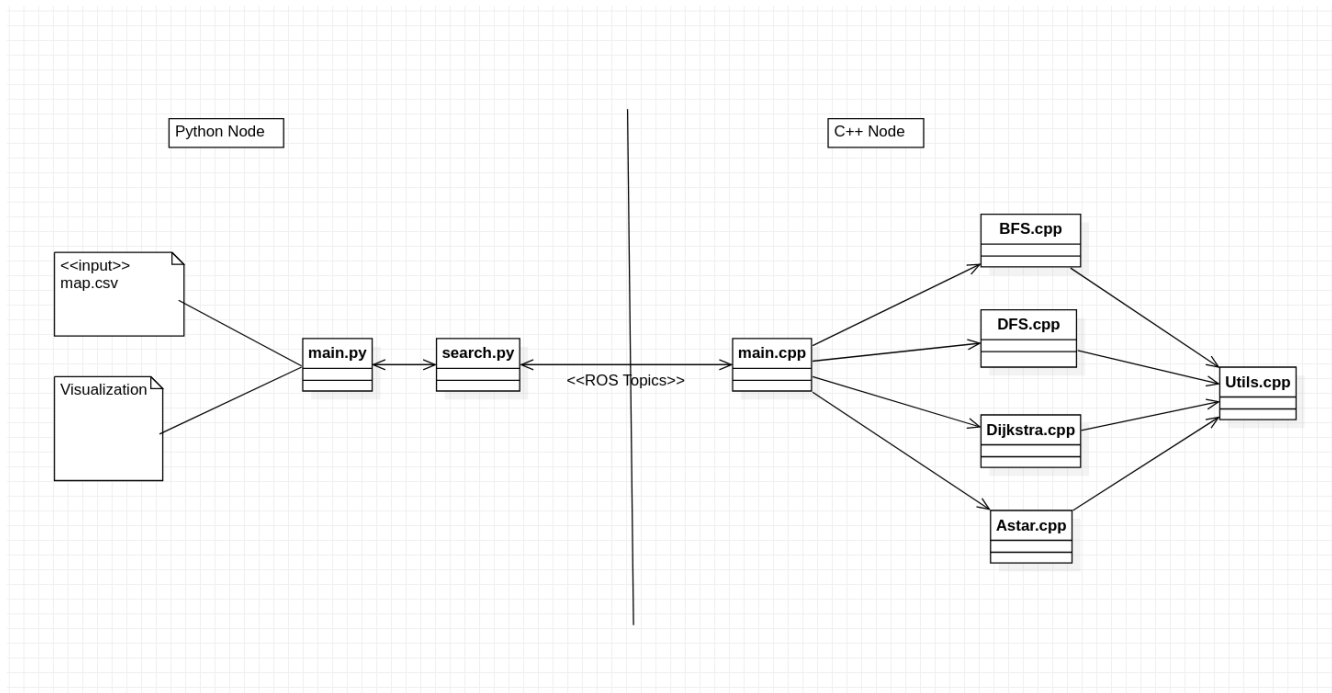 Python Node
C++ Node
<<input>>
map.csv
Visualization
main.py
search.py
<<ROS Topics>>
main.cpp
BFS.cpp
DFS.cpp
Dijkstra.cpp
Astar.cpp
Utils.cpp